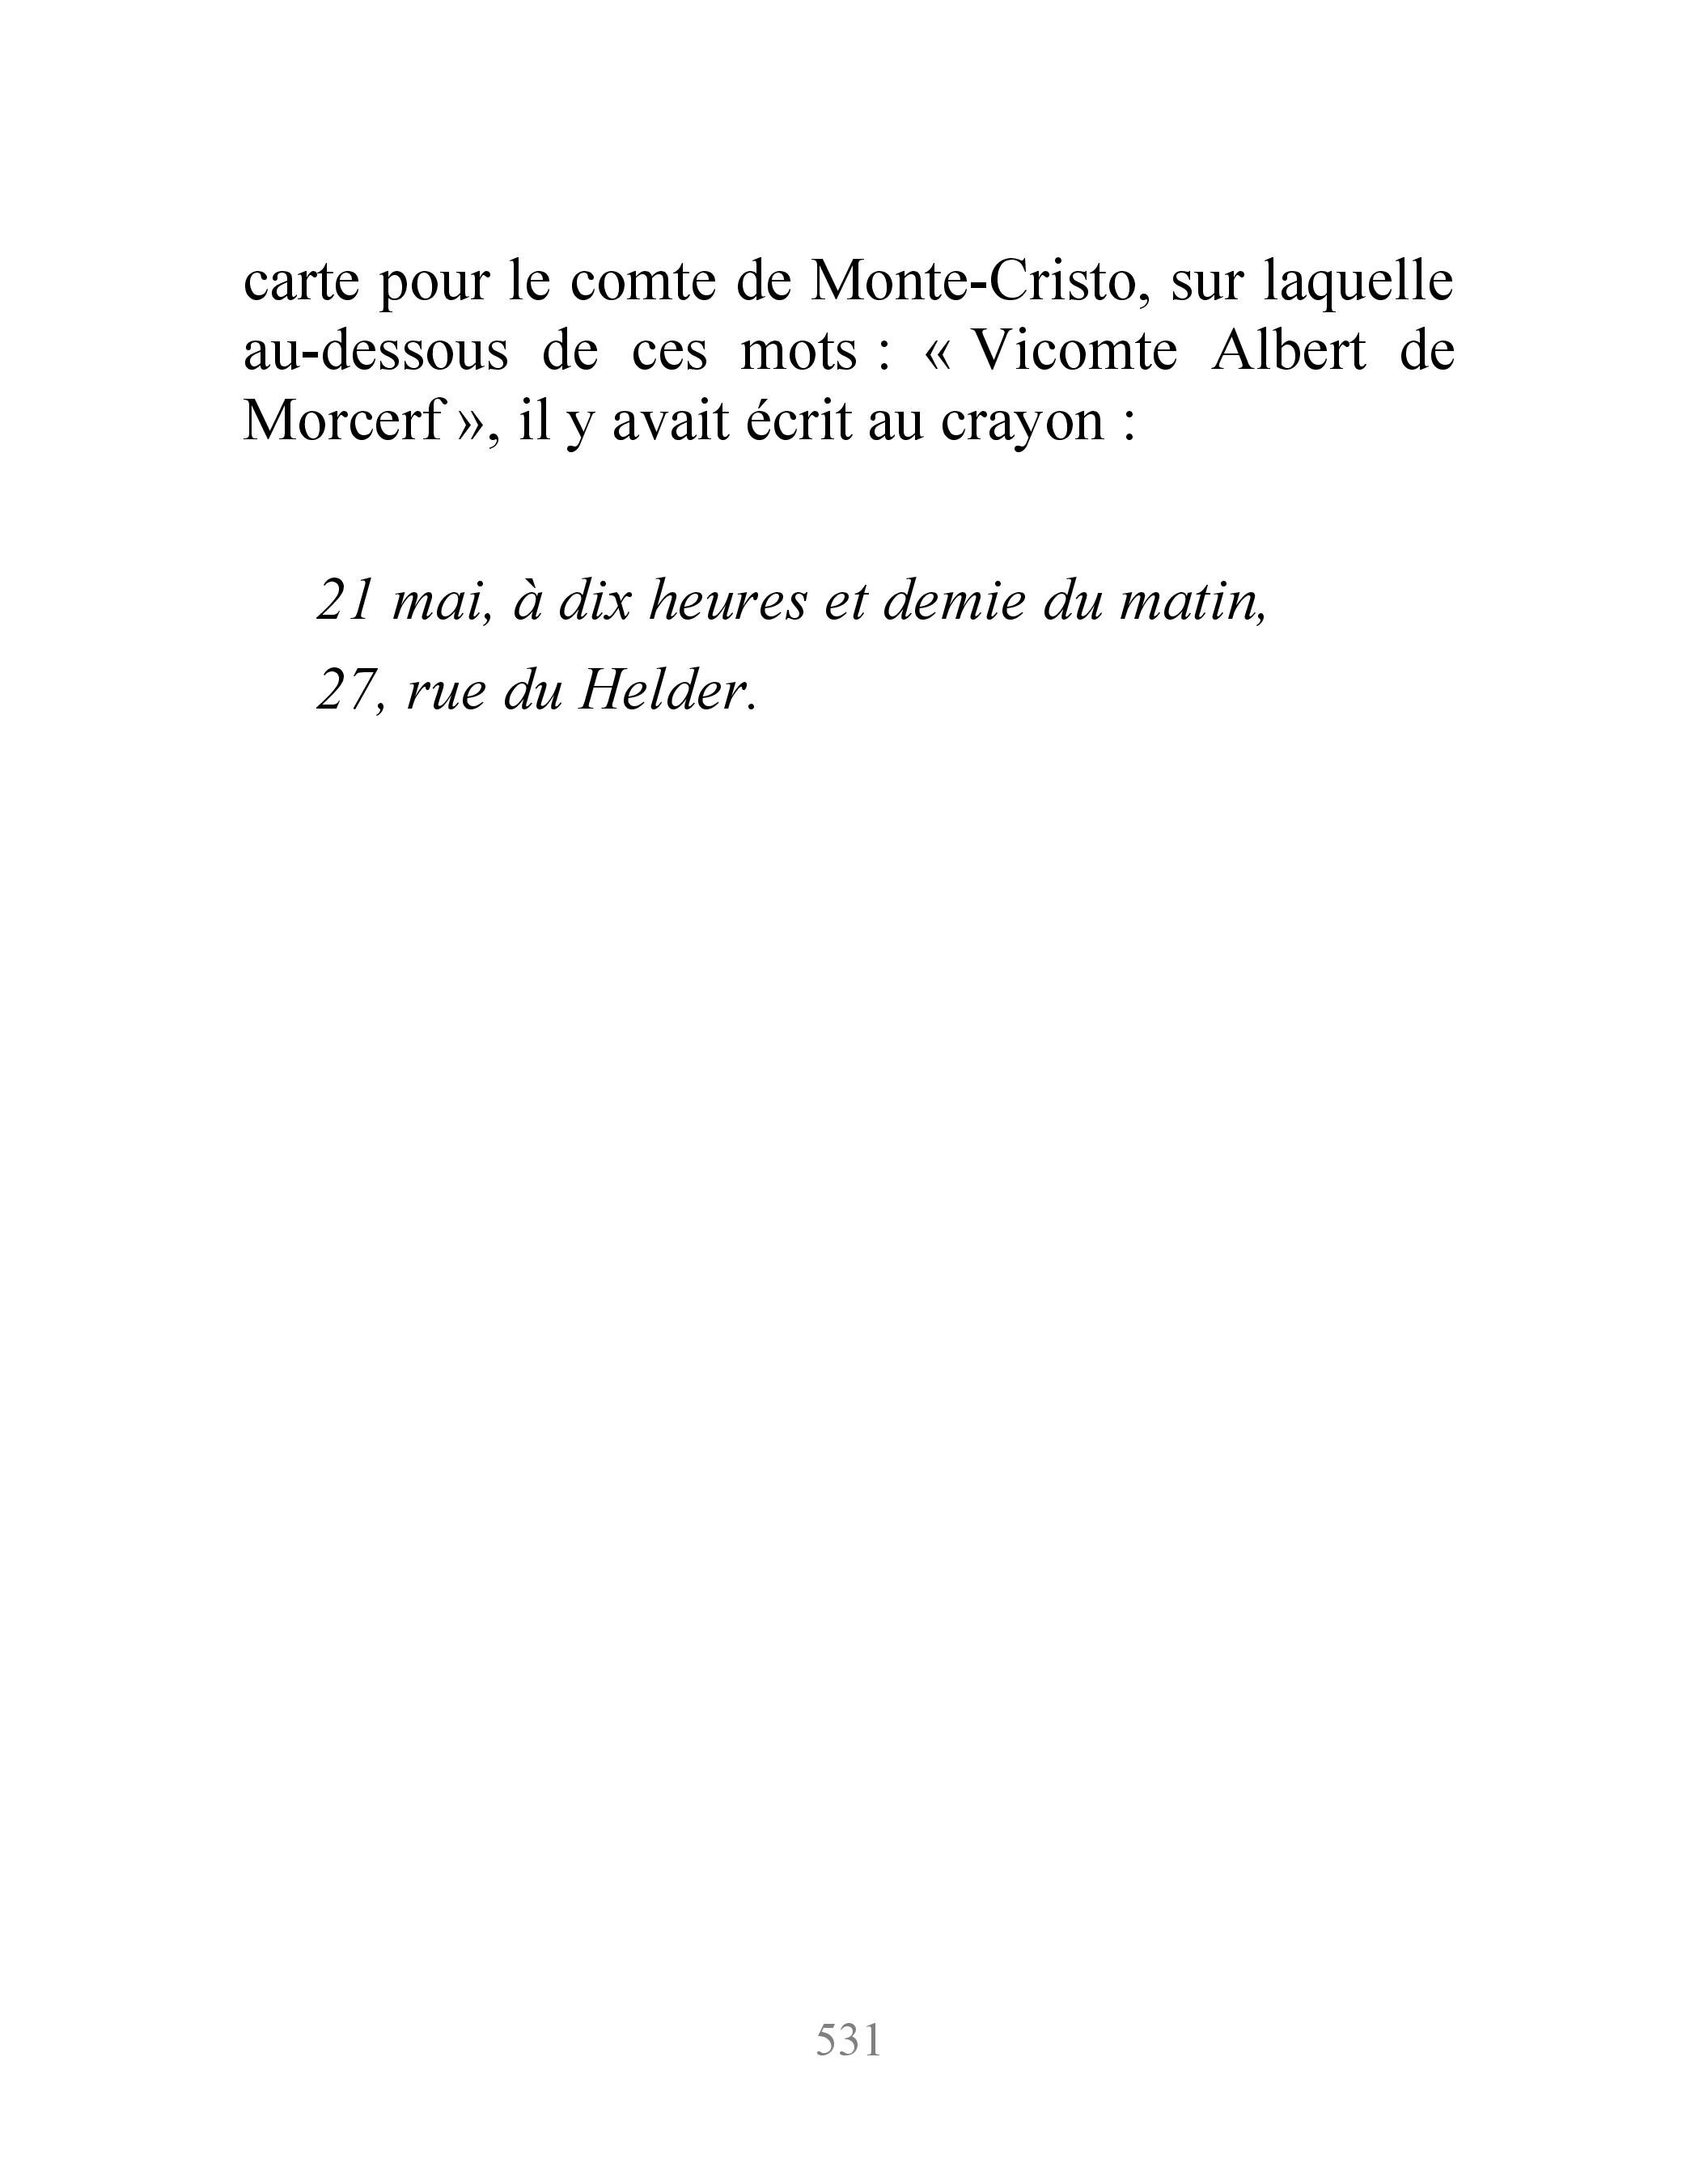 carte pour le comte de Monte-Cristo, sur laquelle
au-dessous de ces mots : « Vicomte Albert de
Morcerf », il y avait écrit au crayon :
21 mai, à dix heures et demie du matin,
27, rue du Helder.
531